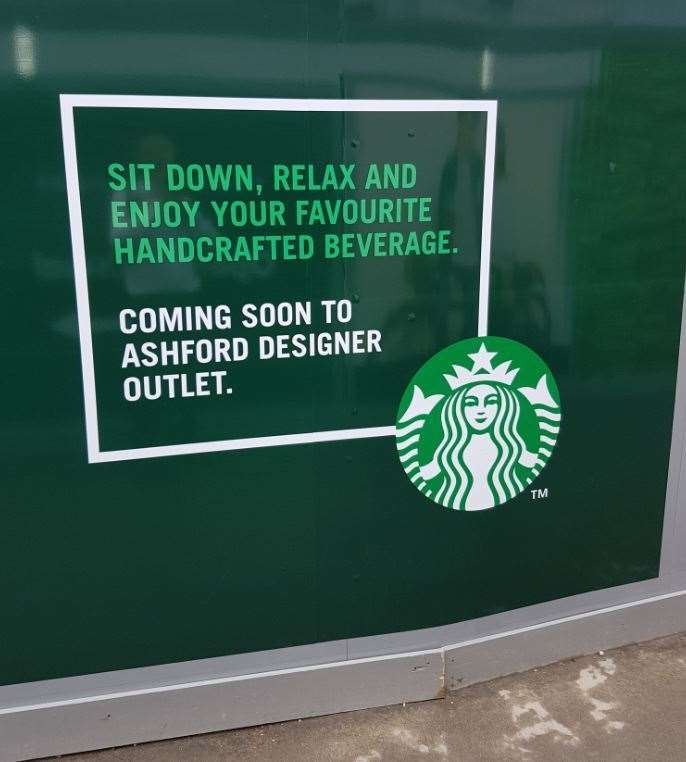 SIT DOWN, RELAX AND
ENJOY YOUR FAVOURITE
HANDCRAFTED BEVERAGE.
COMING SOON TO
ASHFORD DESIGNER
OUTLET.
TM